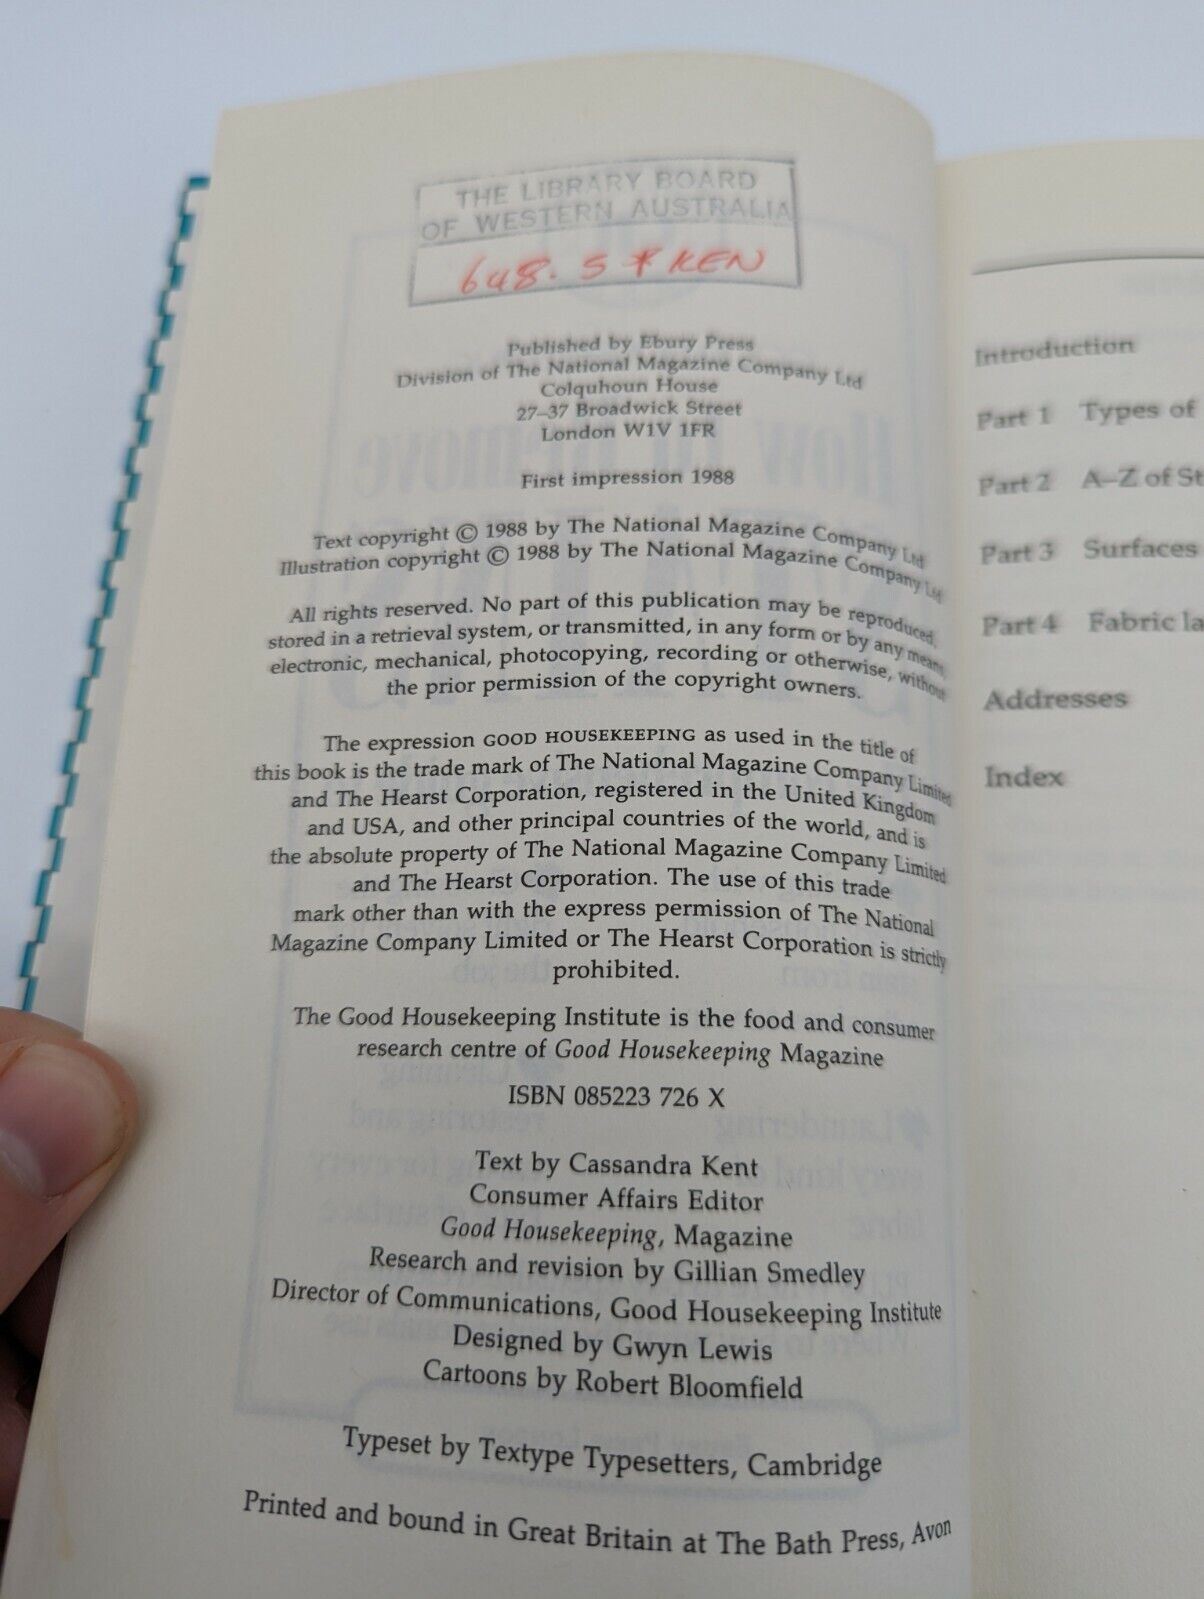 THE LIBRARY BOARD
OF WESTERN AUSTRALIA
648.5 * KEN
Published by Ebury Press
Division of The National Magazine Company Ltd
Colquhoun House
27–37 Broadwick Street
London W1V 1FR
First impression 1988
Text copyright © 1988 by The National Magazine Company Ltd
Illustration copyright © 1988 by The National Magazine Company Ltd
All rights reserved. No part of this publication may be reproduced,
stored in a retrieval system, or transmitted, in any form or by any means,
electronic, mechanical, photocopying, recording or otherwise, without
the prior permission of the copyright owners.
The expression GOOD HOUSEKEEPING as used in the title of
this book is the trade mark of The National Magazine Company Limited
and The Hearst Corporation, registered in the United Kingdom
and USA, and other principal countries of the world, and is
the absolute property of The National Magazine Company Limited
and The Hearst Corporation. The use of this trade
mark other than with the express permission of The National
Magazine Company Limited or The Hearst Corporation is strictly
prohibited.
The Good Housekeeping Institute is the food and consumer
research centre of Good Housekeeping Magazine
ISBN 085223 726 X
Text by Cassandra Kent
Consumer Affairs Editor
Good Housekeeping, Magazine
Research and revision by Gillian Smedley
Director of Communications, Good Housekeeping Institute
Designed by Gwyn Lewis
Cartoons by Robert Bloomfield
Typeset by Textype Typesetters, Cambridge
Printed and bound in Great Britain at The Bath Press, Avon
Introduction
Part 1 Types of
Part 2 A–Z of St
Part 3 Surfaces
Part 4 Fabric la
Addresses
Index